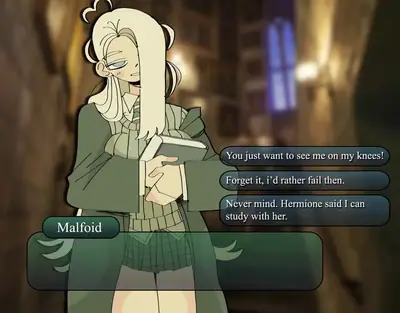 You just want to see me on my knees!
Forget it, i'd rather fail then.
Never mind. Hermione said I can
study with her.
Malfoid